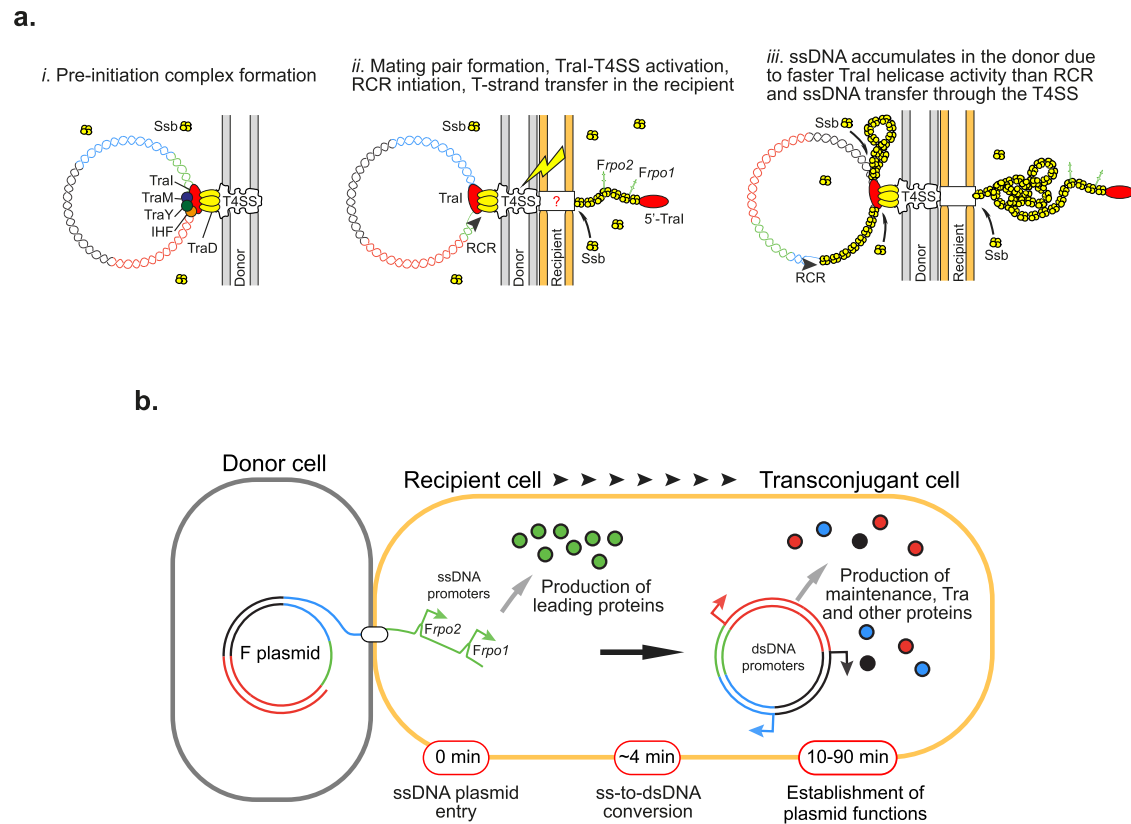 a.
i. Pre-initiation complex formation
Ssb
TraI
TraM
TraY
IHF
TraD
T4SS
Donor
ii. Mating pair formation, TraI-T4SS activation,
RCR intiation, T-strand transfer in the recipient
Ssb
TraI
RCR
T4SS
?
Donor
Recipient
Frpo2
Frpo1
5'-TraI
Ssb
iii. ssDNA accumulates in the donor due
to faster TraI helicase activity than RCR
and ssDNA transfer through the T4SS
Ssb
T4SS
RCR
Donor
Recipient
Ssb
b.
Donor cell
F plasmid
Recipient cell
Transconjugant cell
ssDNA
promoters
Frpo2
Frpo1
Production of
leading proteins
Production of
maintenance, Tra
and other proteins
dsDNA
promoters
0 min
~4 min
10-90 min
ssDNA plasmid
entry
ss-to-dsDNA
conversion
Establishment of
plasmid functions